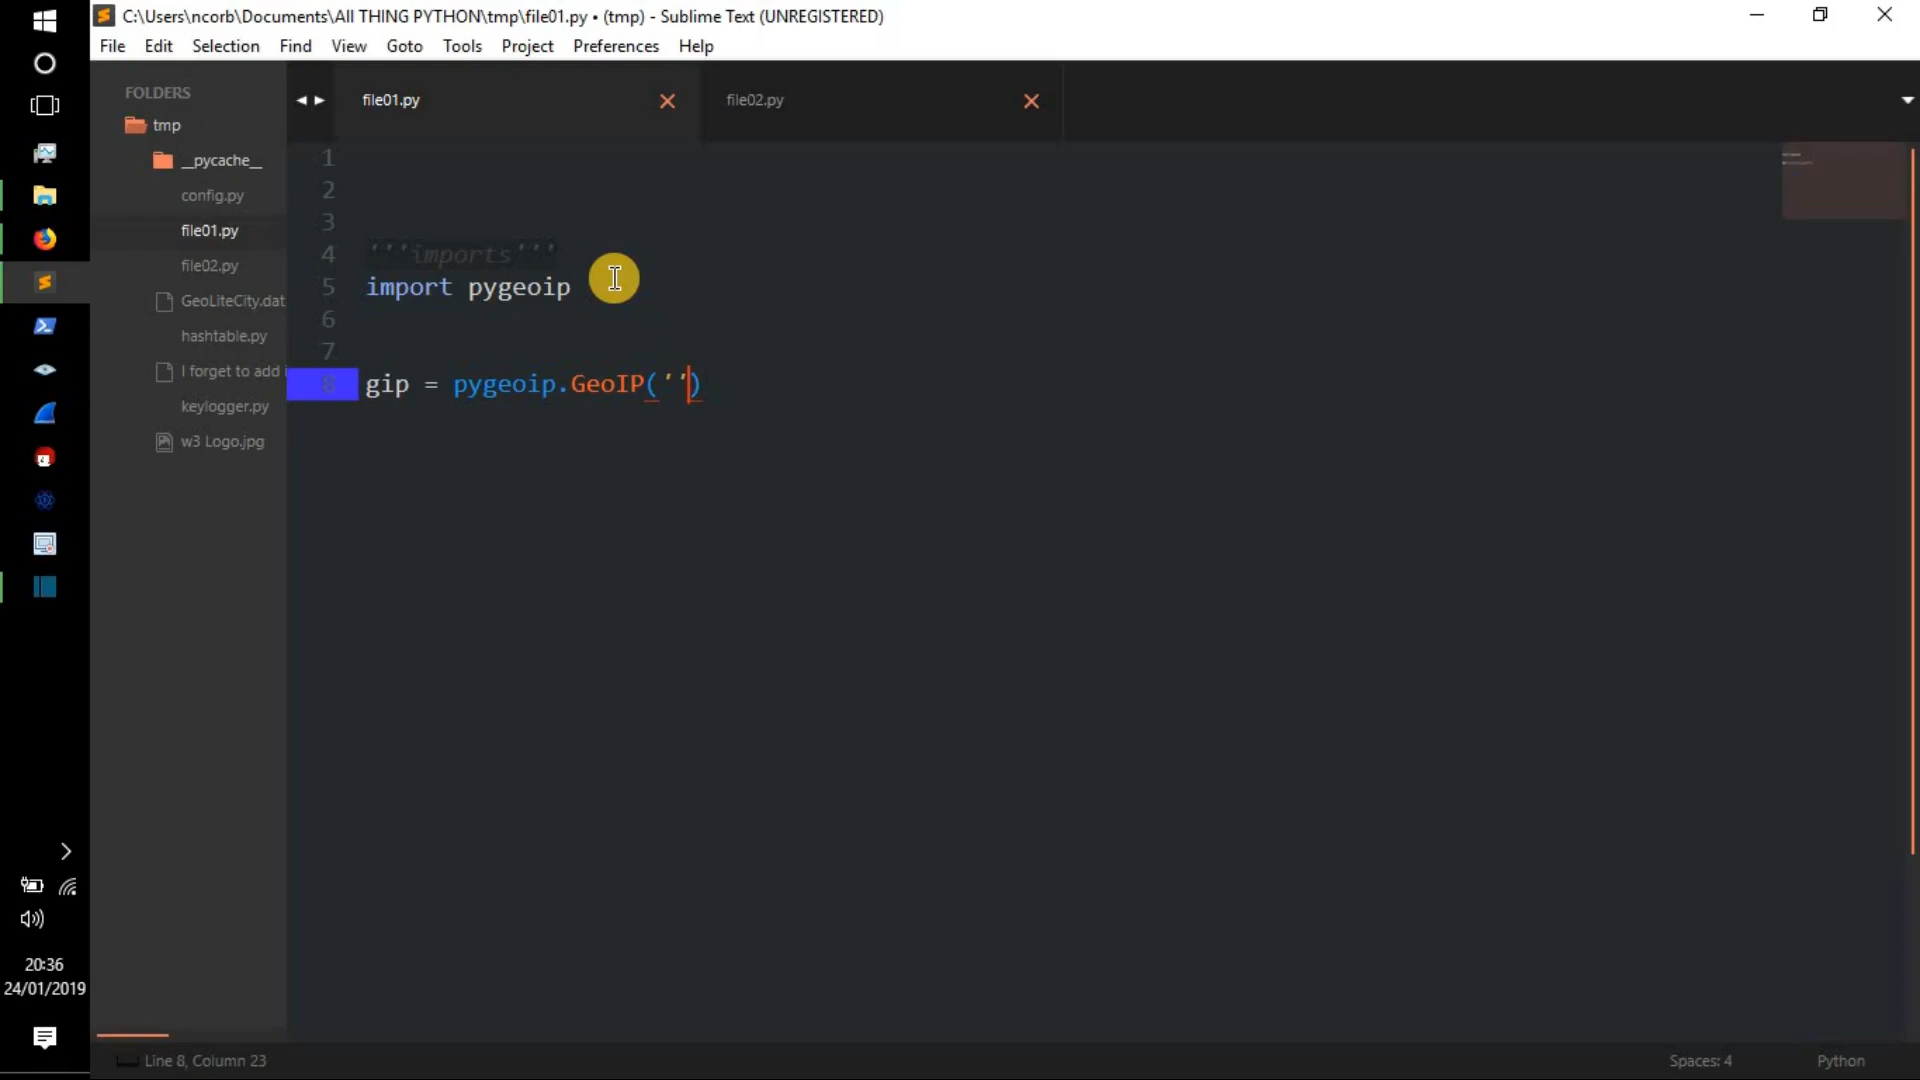 C:\Users\ncorb\Documents\All THING PYTHON\tmp\file01.py • (tmp) - Sublime Text (UNREGISTERED)
File Edit Selection Find View Goto Tools Project Preferences Help
FOLDERS
tmp
__pycache__
config.py
file01.py
file02.py
GeoLiteCity.dat
hashtable.py
I forget to add
keylogger.py
w3 Logo.jpg
file01.py
file02.py
1
2
3
4 '''imports'''
5 import pygeoip
6
7
8 gip = pygeoip.GeoIP('')
20:36
24/01/2019
Line 8, Column 23
Spaces: 4
Python